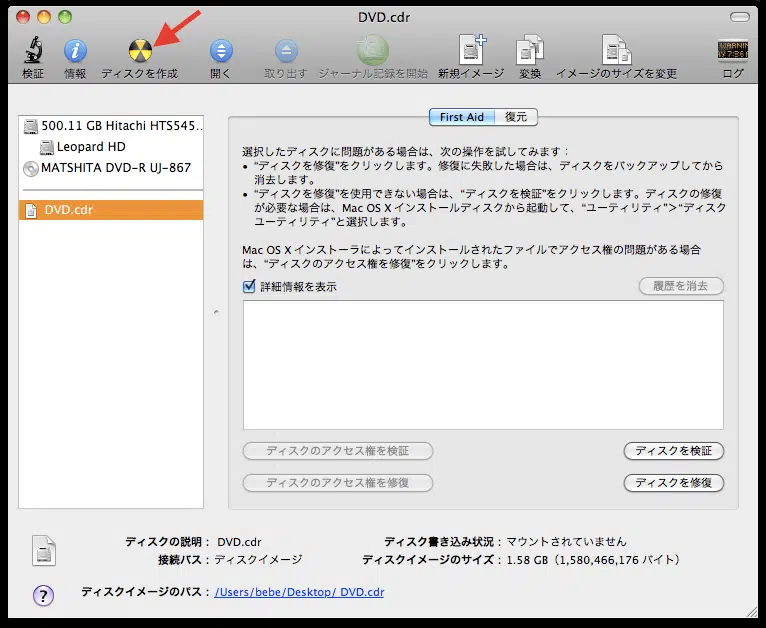 DVD.cdr
検証 情報 ディスクを作成 開く 取り出す ジャーナル記録を開始 新規イメージ 変換 イメージのサイズを変更 ログ
500.11 GB Hitachi HTS545..
Leopard HD
MATSHITA DVD-R UJ-867
DVD.cdr
First Aid 復元
選択したディスクに問題がある場合は、次の操作を試してみます：
• “ディスクを修復”をクリックします。修復に失敗した場合は、ディスクをバックアップしてから
消去します。
• “ディスクを修復”を使用できない場合は、“ディスクを検証”をクリックします。ディスクの修復
が必要な場合は、Mac OS X インストールディスクから起動して、“ユーティリティ”＞“ディスク
ユーティリティ”と選択します。
Mac OS X インストーラによってインストールされたファイルでアクセス権の問題がある場合
は、“ディスクのアクセス権を修復”をクリックします。
詳細情報を表示 履歴を消去
ディスクのアクセス権を検証 ディスクを検証
ディスクのアクセス権を修復 ディスクを修復
ディスクの説明： DVD.cdr ディスク書き込み状況：マウントされていません
接続バス：ディスクイメージ ディスクイメージのサイズ：1.58 GB（1,580,466,176 バイト）
? ディスクイメージのパス：/Users/bebe/Desktop/ DVD.cdr